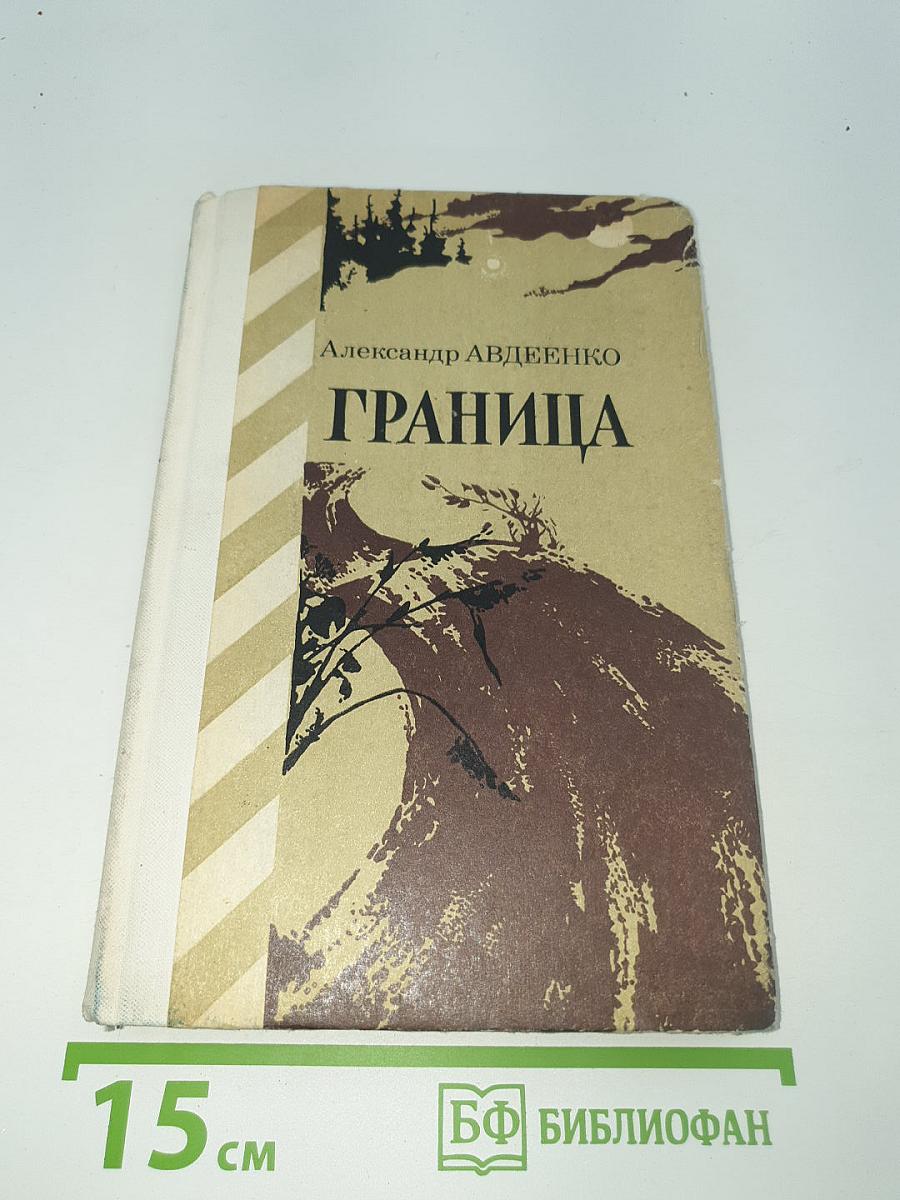 Александр АВДЕЕНКО
ГРАНИЦА
15 см
БФ БИБЛИОФАН